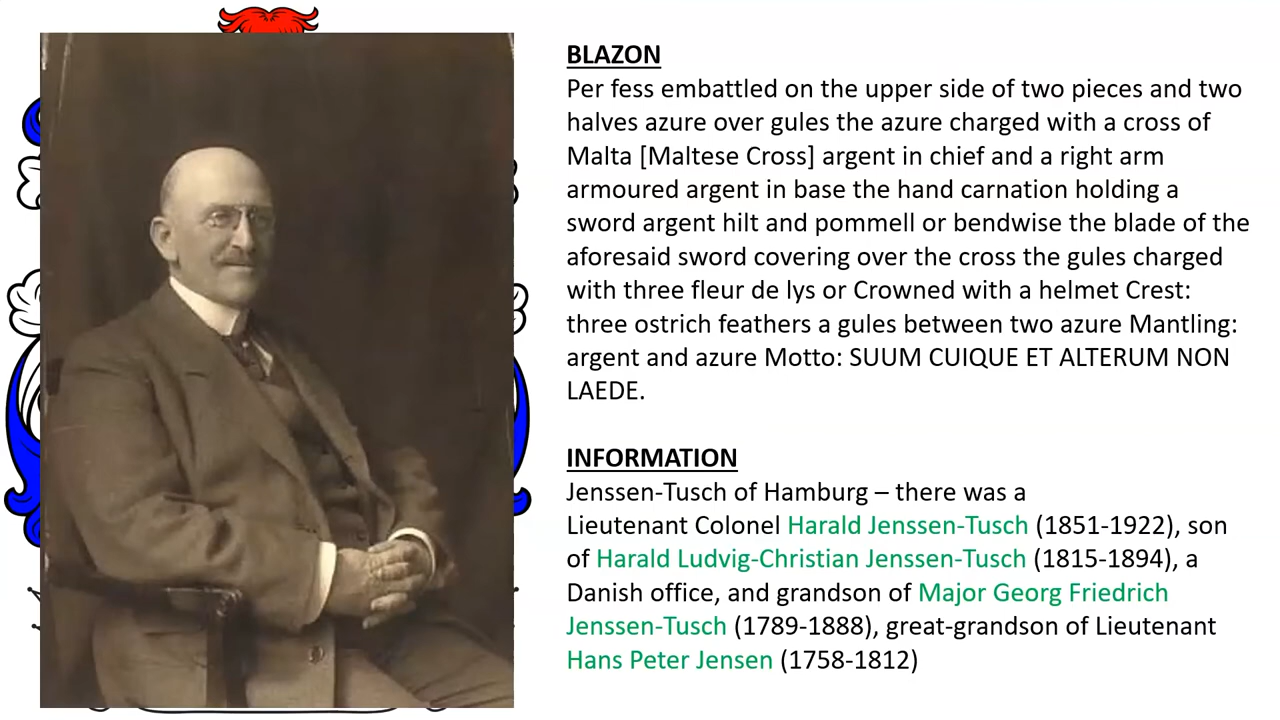 BLAZON
Per fess embattled on the upper side of two pieces and two
halves azure over gules the azure charged with a cross of
Malta [Maltese Cross] argent in chief and a right arm
armoured argent in base the hand carnation holding a
sword argent hilt and pommell or bendwise the blade of the
aforesaid sword covering over the cross the gules charged
with three fleur de lys or Crowned with a helmet Crest:
three ostrich feathers a gules between two azure Mantling:
argent and azure Motto: SUUM CUIQUE ET ALTERUM NON
LAEDE.
INFORMATION
Jenssen-Tusch of Hamburg – there was a
Lieutenant Colonel Harald Jenssen-Tusch (1851-1922), son
of Harald Ludvig-Christian Jenssen-Tusch (1815-1894), a
Danish office, and grandson of Major Georg Friedrich
Jenssen-Tusch (1789-1888), great-grandson of Lieutenant
Hans Peter Jensen (1758-1812)